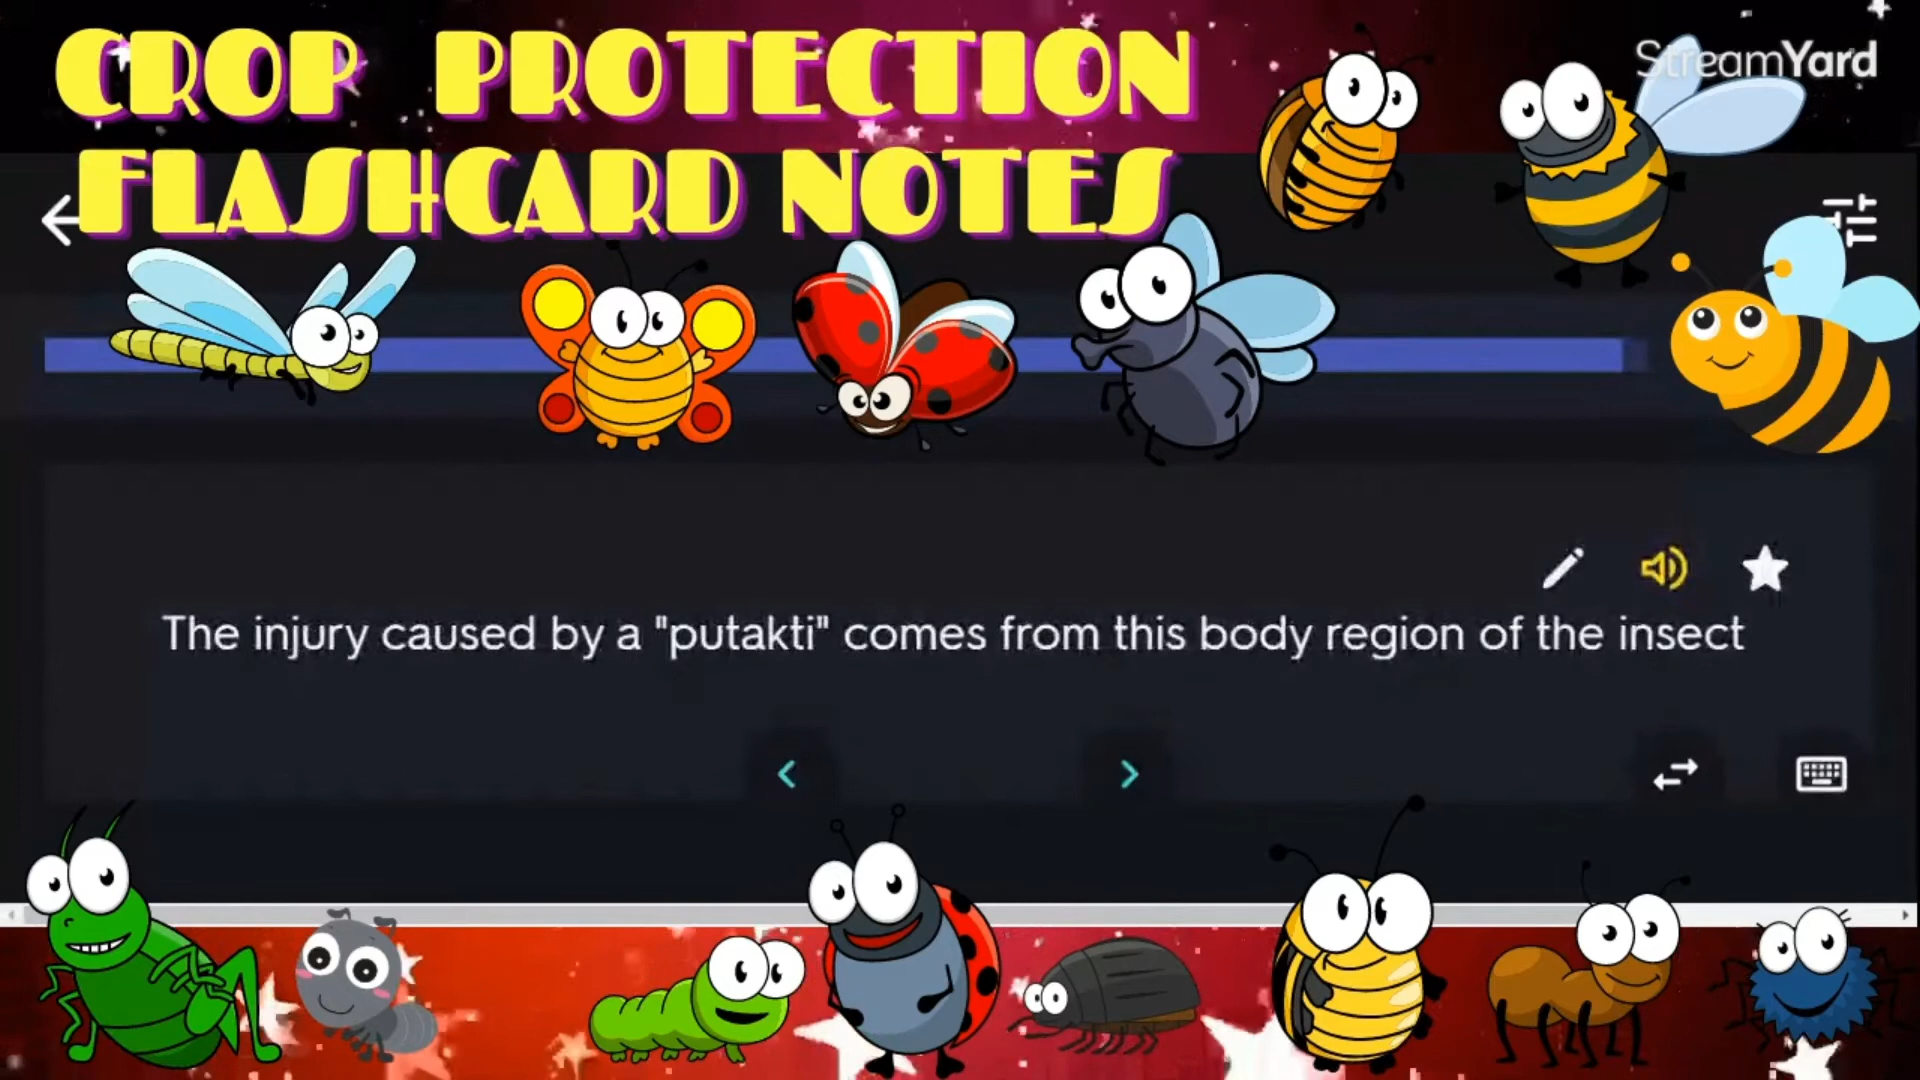 CROP PROTECTION
StreamYard
FLASHCARD NOTES
The injury caused by a "putakti" comes from this body region of the insect